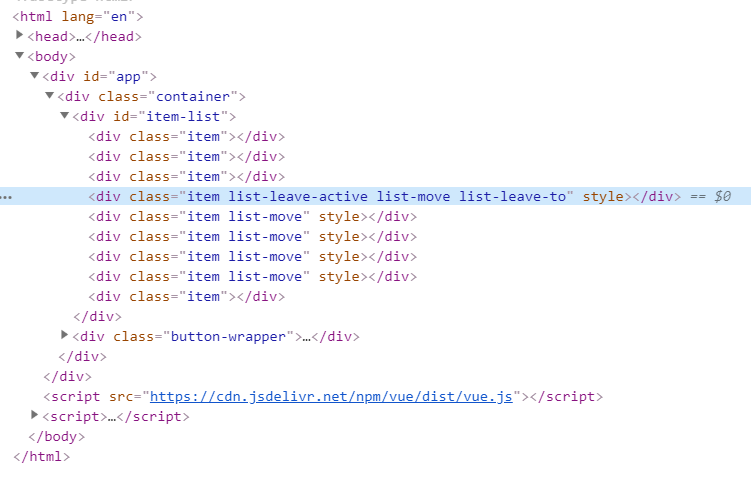 <html lang="en">
<head>…</head>
<body>
<div id="app">
<div class="container">
<div id="item-list">
<div class="item"></div>
<div class="item"></div>
<div class="item"></div>
<div class="item list-leave-active list-move list-leave-to" style></div> == $0
<div class="item list-move" style></div>
<div class="item list-move" style></div>
<div class="item list-move" style></div>
<div class="item list-move" style></div>
<div class="item"></div>
</div>
<div class="button-wrapper">…</div>
</div>
</div>
<script src="https://cdn.jsdelivr.net/npm/vue/dist/vue.js"></script>
<script>…</script>
</body>
</html>